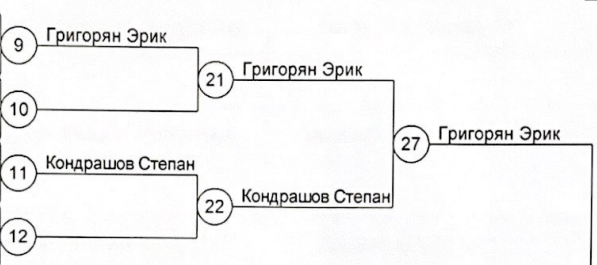 9 Григорян Эрик
21 Григорян Эрик
10
27 Григорян Эрик
11 Кондрашов Степан
22 Кондрашов Степан
12